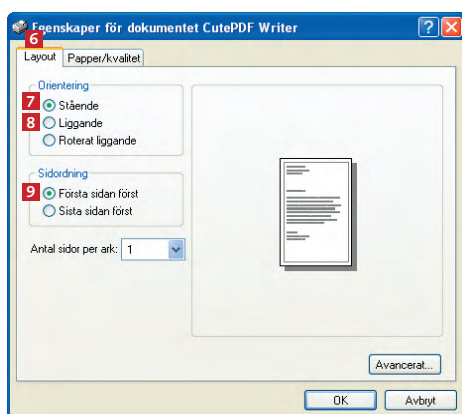 Egenskaper för dokumentet CutePDF Writer
6
Layout Papper/kvalitet
Orientering
7 Stående
8 Liggande
Roterat liggande
Sidordning
9 Första sidan först
Sista sidan först
Antal sidor per ark: 1
Avancerat...
OK Avbryt